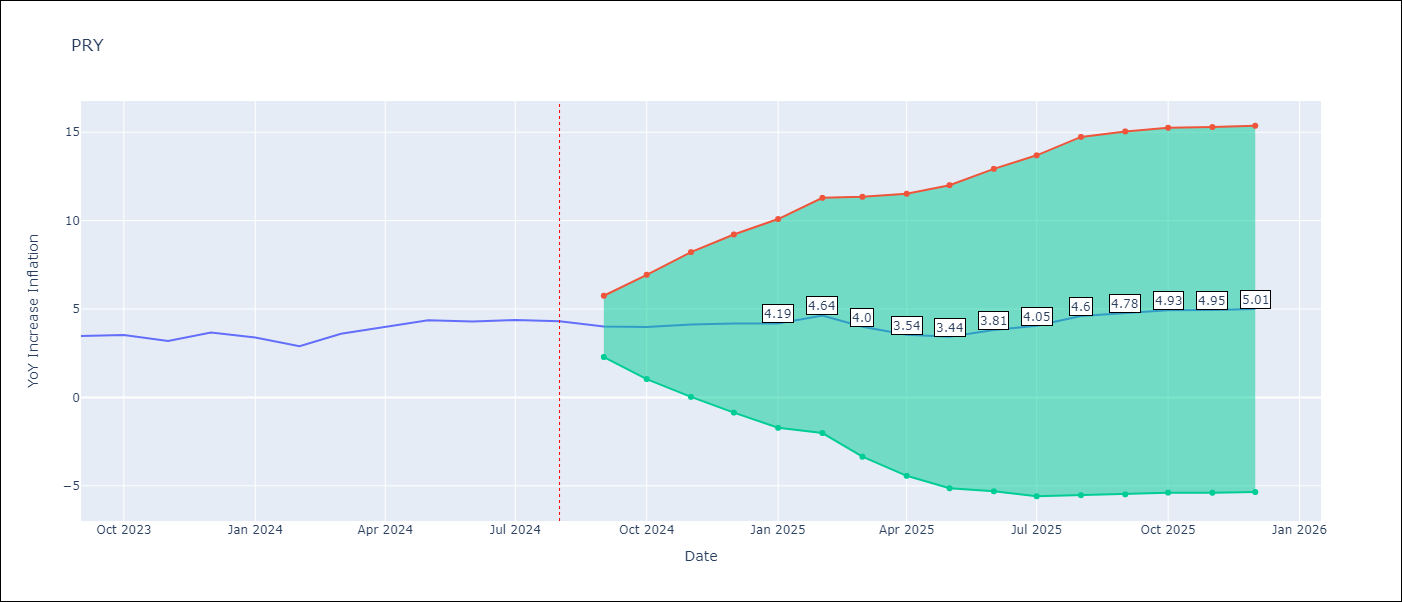 PRY
15
10
5
0
−5
YoY Increase Inflation
4.19
4.64
4.0
3.54
3.44
3.81
4.05
4.6
4.78
4.93
4.95
5.01
Oct 2023
Jan 2024
Apr 2024
Jul 2024
Oct 2024
Jan 2025
Apr 2025
Jul 2025
Oct 2025
Jan 2026
Date